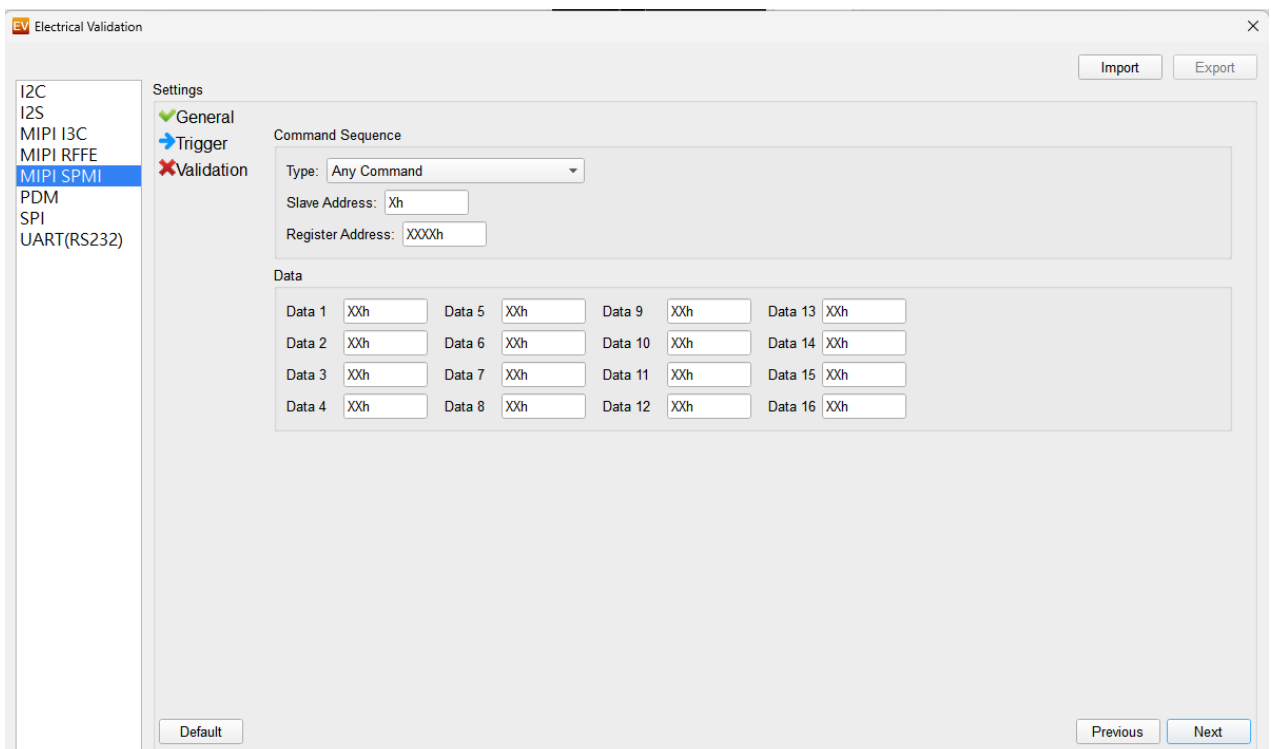 EV Electrical Validation
Import Export
I2C
I2S
MIPI I3C
MIPI RFFE
MIPI SPMI
PDM
SPI
UART(RS232)
Settings
General
Trigger
Validation
Command Sequence
Type: Any Command
Slave Address: Xh
Register Address: XXXXh
Data
Data 1 XXh Data 5 XXh Data 9 XXh Data 13 XXh
Data 2 XXh Data 6 XXh Data 10 XXh Data 14 XXh
Data 3 XXh Data 7 XXh Data 11 XXh Data 15 XXh
Data 4 XXh Data 8 XXh Data 12 XXh Data 16 XXh
Default Previous Next